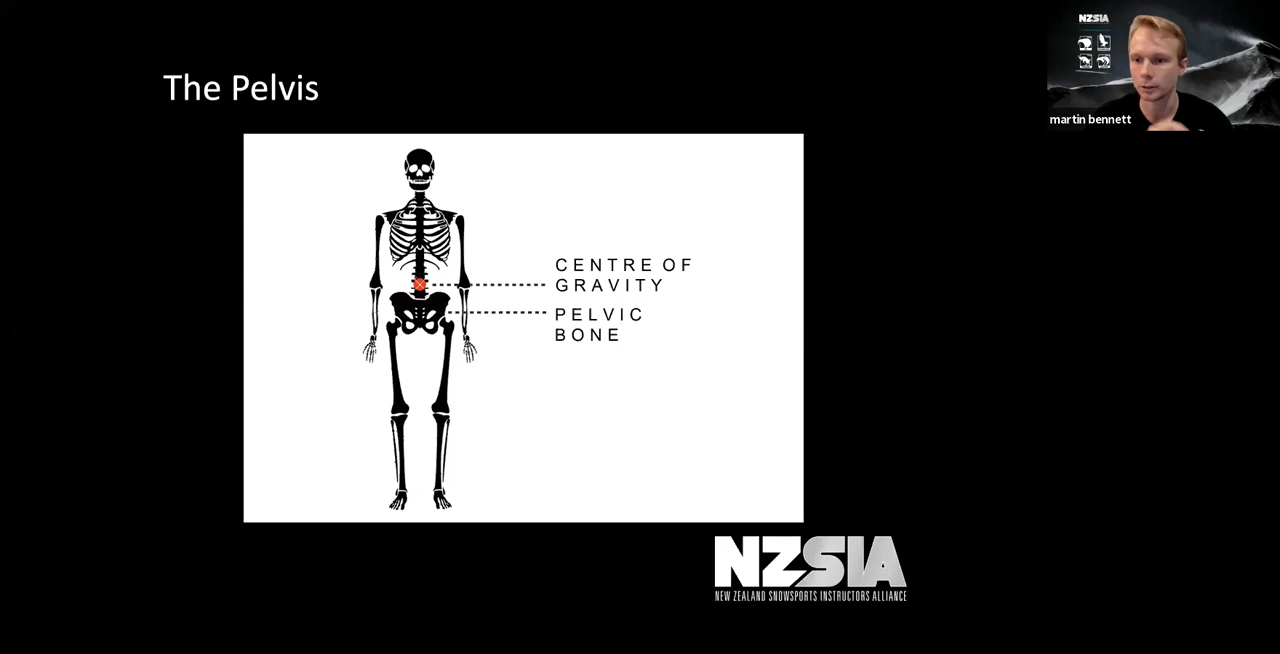 The Pelvis
NZSIA
martin bennett
CENTRE OF
GRAVITY
PELVIC
BONE
NZSIA
NEW ZEALAND SNOWSPORTS INSTRUCTORS ALLIANCE